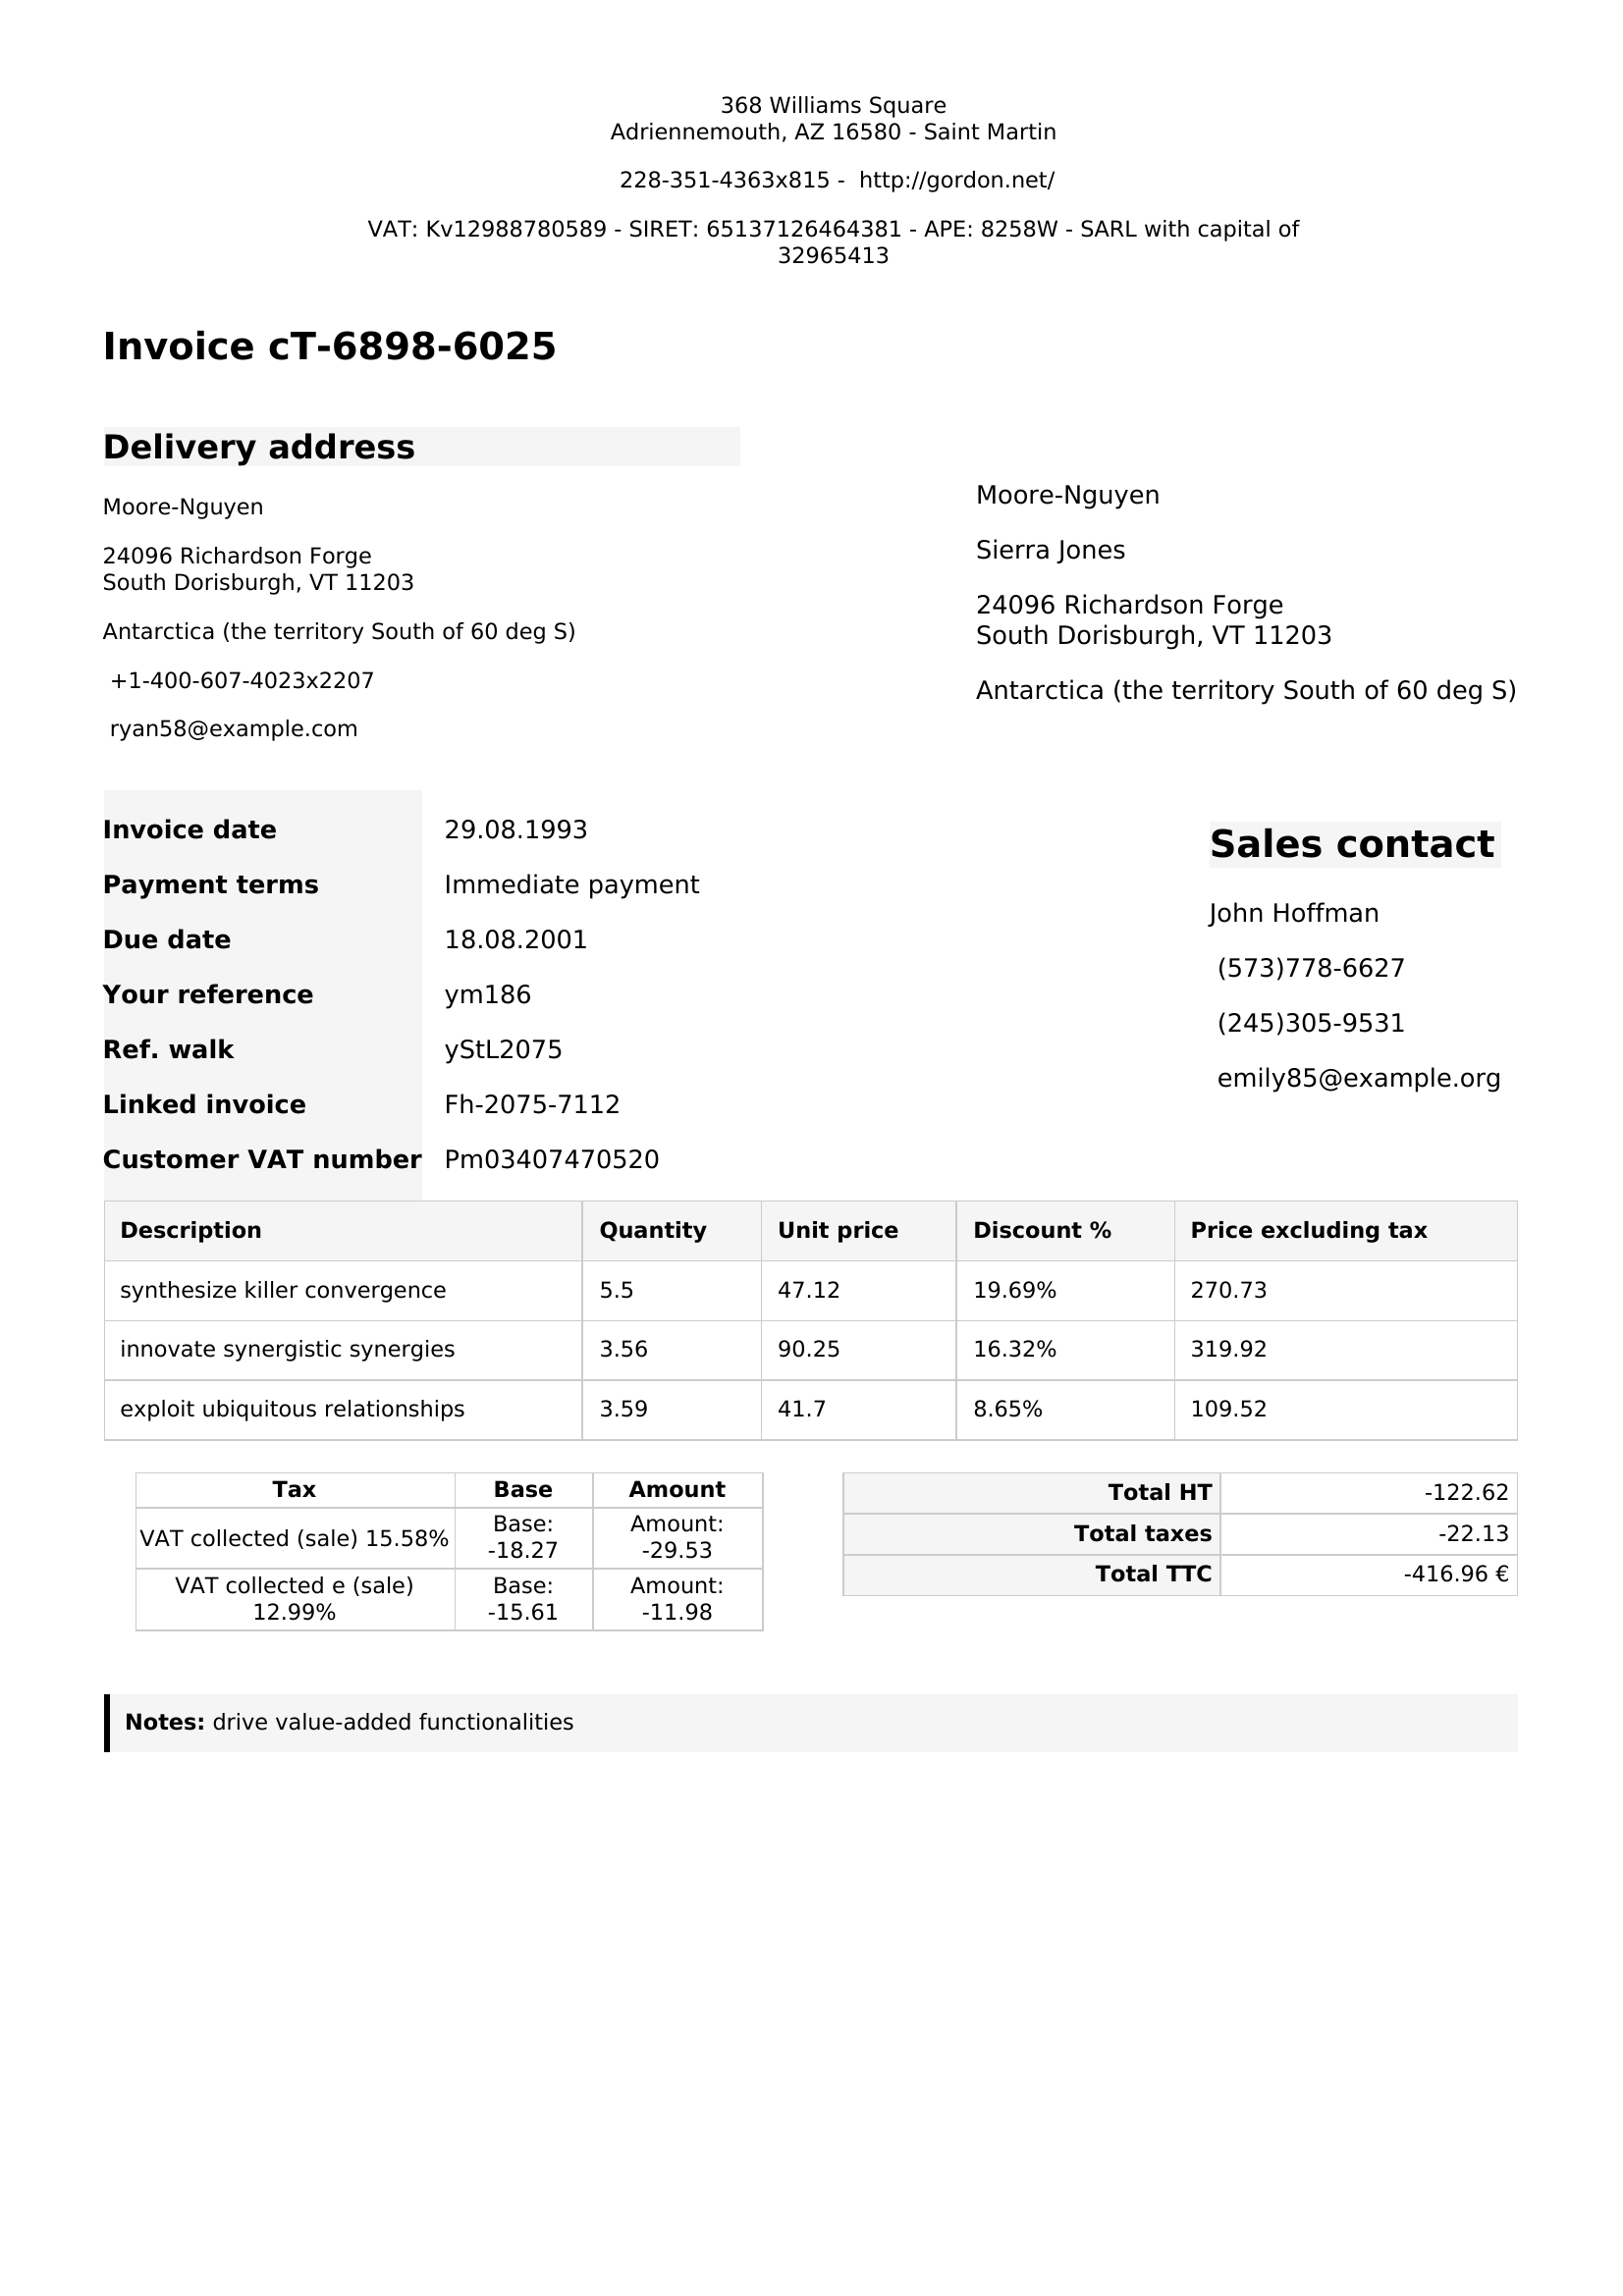 368 Williams Square
Adriennemouth, AZ 16580 - Saint Martin
228-351-4363x815 -  http://gordon.net/
VAT: Kv12988780589 - SIRET: 65137126464381 - APE: 8258W - SARL with capital of
32965413
Invoice cT-6898-6025
Delivery address
Moore-Nguyen
24096 Richardson Forge
South Dorisburgh, VT 11203
Antarctica (the territory South of 60 deg S)
+1-400-607-4023x2207
ryan58@example.com
Moore-Nguyen
Sierra Jones
24096 Richardson Forge
South Dorisburgh, VT 11203
Antarctica (the territory South of 60 deg S)
Invoice date 29.08.1993
Payment terms Immediate payment
Due date 18.08.2001
Your reference ym186
Ref. walk yStL2075
Linked invoice Fh-2075-7112
Customer VAT number Pm03407470520
Sales contact
John Hoffman
(573)778-6627
(245)305-9531
emily85@example.org
Description Quantity Unit price Discount % Price excluding tax
synthesize killer convergence 5.5 47.12 19.69% 270.73
innovate synergistic synergies 3.56 90.25 16.32% 319.92
exploit ubiquitous relationships 3.59 41.7 8.65% 109.52
Tax Base Amount
VAT collected (sale) 15.58% Base: -18.27 Amount: -29.53
VAT collected e (sale) 12.99% Base: -15.61 Amount: -11.98
Total HT -122.62
Total taxes -22.13
Total TTC -416.96 €
Notes: drive value-added functionalities